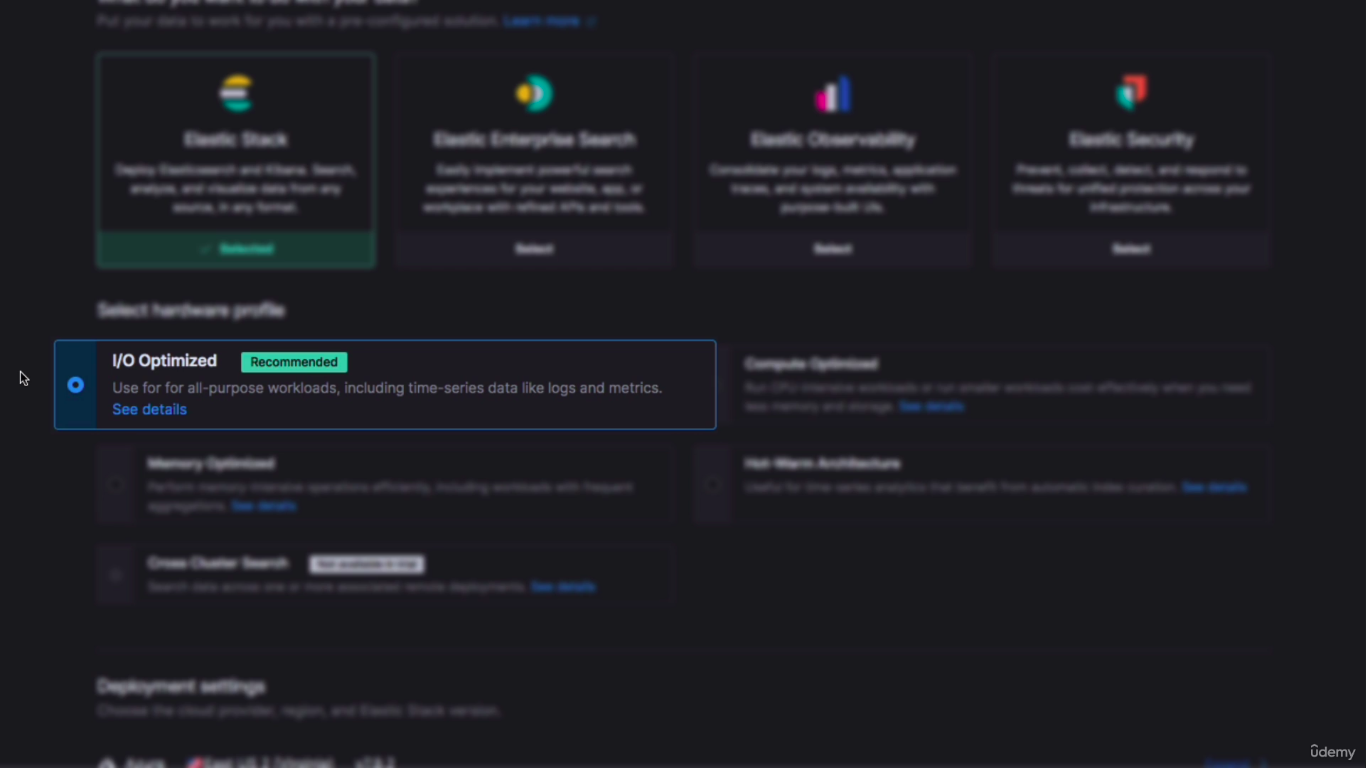 Put your data to work for you with a pre-configured solution. Learn more
Elastic Stack
Deploy Elasticsearch and Kibana. Search,
analyze, and visualize data from any
source, in any format.
Selected
Elastic Enterprise Search
Easily implement powerful search
experiences for your website, app, or
workplace with refined APIs and tools.
Select
Elastic Observability
Consolidate your logs, metrics, application
traces, and system availability with
purpose-built UIs.
Select
Elastic Security
Prevent, collect, detect, and respond to
threats for unified protection across your
infrastructure.
Select
Select hardware profile
I/O Optimized Recommended
Use for for all-purpose workloads, including time-series data like logs and metrics.
See details
Compute Optimized
Run CPU-intensive workloads or run smaller workloads cost-effectively when you need
less memory and storage. See details
Memory Optimized
Perform memory-intensive operations efficiently, including workloads with frequent
aggregations. See details
Hot-Warm Architecture
Useful for time-series analytics that benefit from automatic index curation. See details
Cross Cluster Search Not available in trial
Search data across one or more associated remote deployments. See details
Deployment settings
Choose the cloud provider, region, and Elastic Stack version.
Azure East US 2 (Virginia)
ûdemy